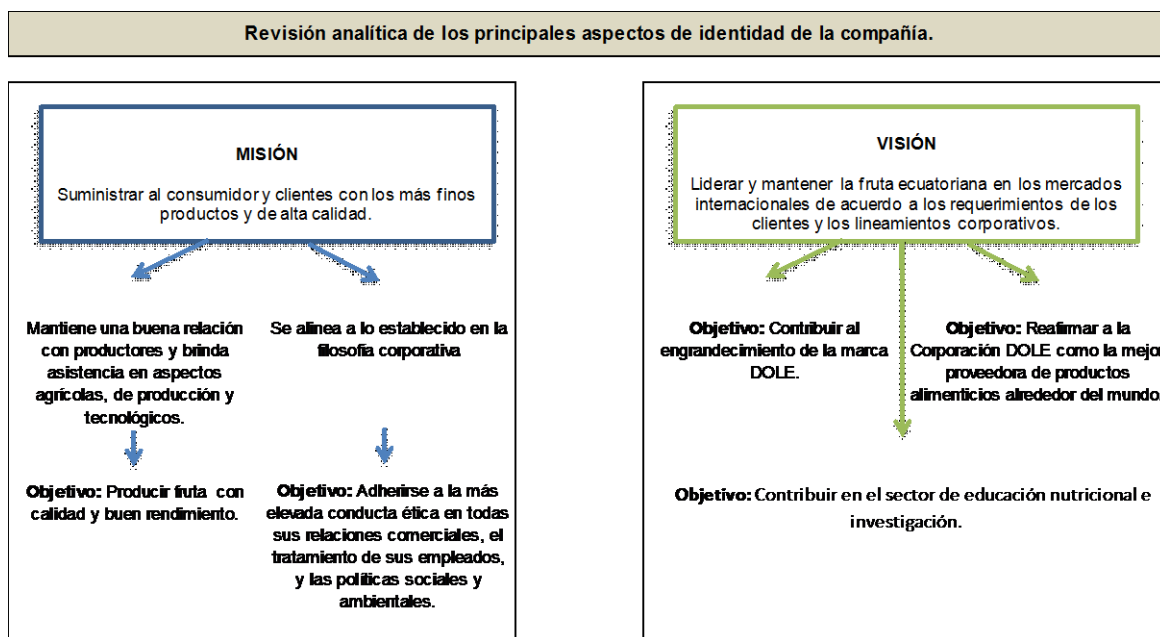 Revisión analítica de los principales aspectos de identidad de la compañía.
MISIÓN
Suministrar al consumidor y clientes con los más finos
productos y de alta calidad.
Mantiene una buena relación
con productores y brinda
asistencia en aspectos
agrícolas, de producción y
tecnológicos.
Se alinea a lo establecido en la
filosofía corporativa
Objetivo: Producir fruta con
calidad y buen rendimiento.
Objetivo: Adherirse a la más
elevada conducta ética en todas
sus relaciones comerciales, el
tratamiento de sus empleados,
y las políticas sociales y
ambientales.
VISIÓN
Liderar y mantener la fruta ecuatoriana en los mercados
internacionales de acuerdo a los requerimientos de los
clientes y los lineamientos corporativos.
Objetivo: Contribuir al
engrandecimiento de la marca
DOLE.
Objetivo: Reafirmar a la
Corporación DOLE como la mejor
proveedora de productos
alimenticios alrededor del mundo.
Objetivo: Contribuir en el sector de educación nutricional e
investigación.